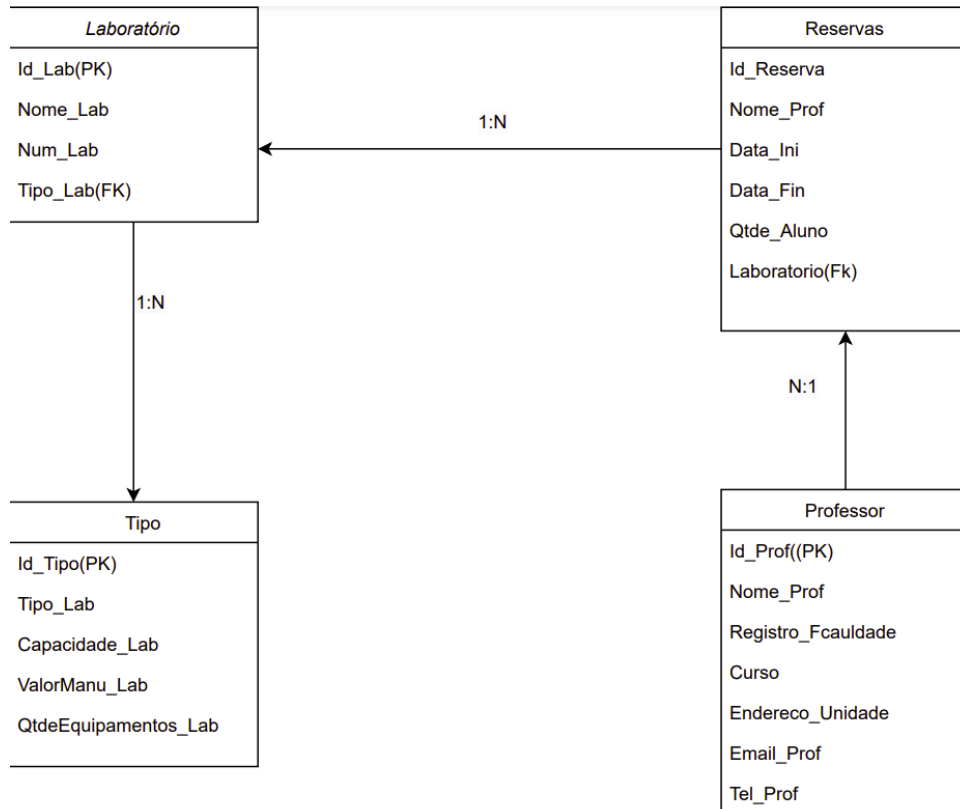 Laboratório
Id_Lab(PK)
Nome_Lab
Num_Lab
Tipo_Lab(FK)
1:N
Reservas
Id_Reserva
Nome_Prof
Data_Ini
Data_Fin
Qtde_Aluno
Laboratorio(Fk)
1:N
N:1
Tipo
Id_Tipo(PK)
Tipo_Lab
Capacidade_Lab
ValorManu_Lab
QtdeEquipamentos_Lab
Professor
Id_Prof((PK)
Nome_Prof
Registro_Fcauldade
Curso
Endereco_Unidade
Email_Prof
Tel_Prof